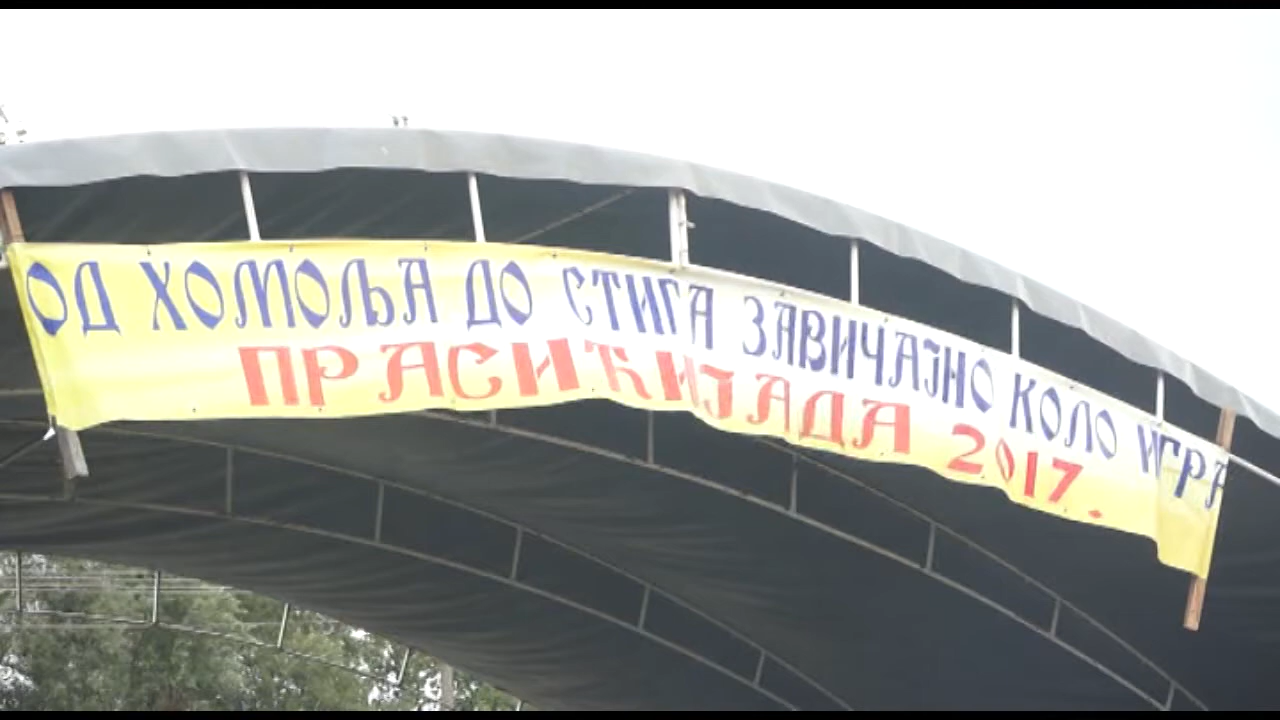 ОД ХОМОЉА ДО СТИГА ЗАВИЧАЈНО КОЛО ИГРА
ПРАСИЋИЈАДА 2017.